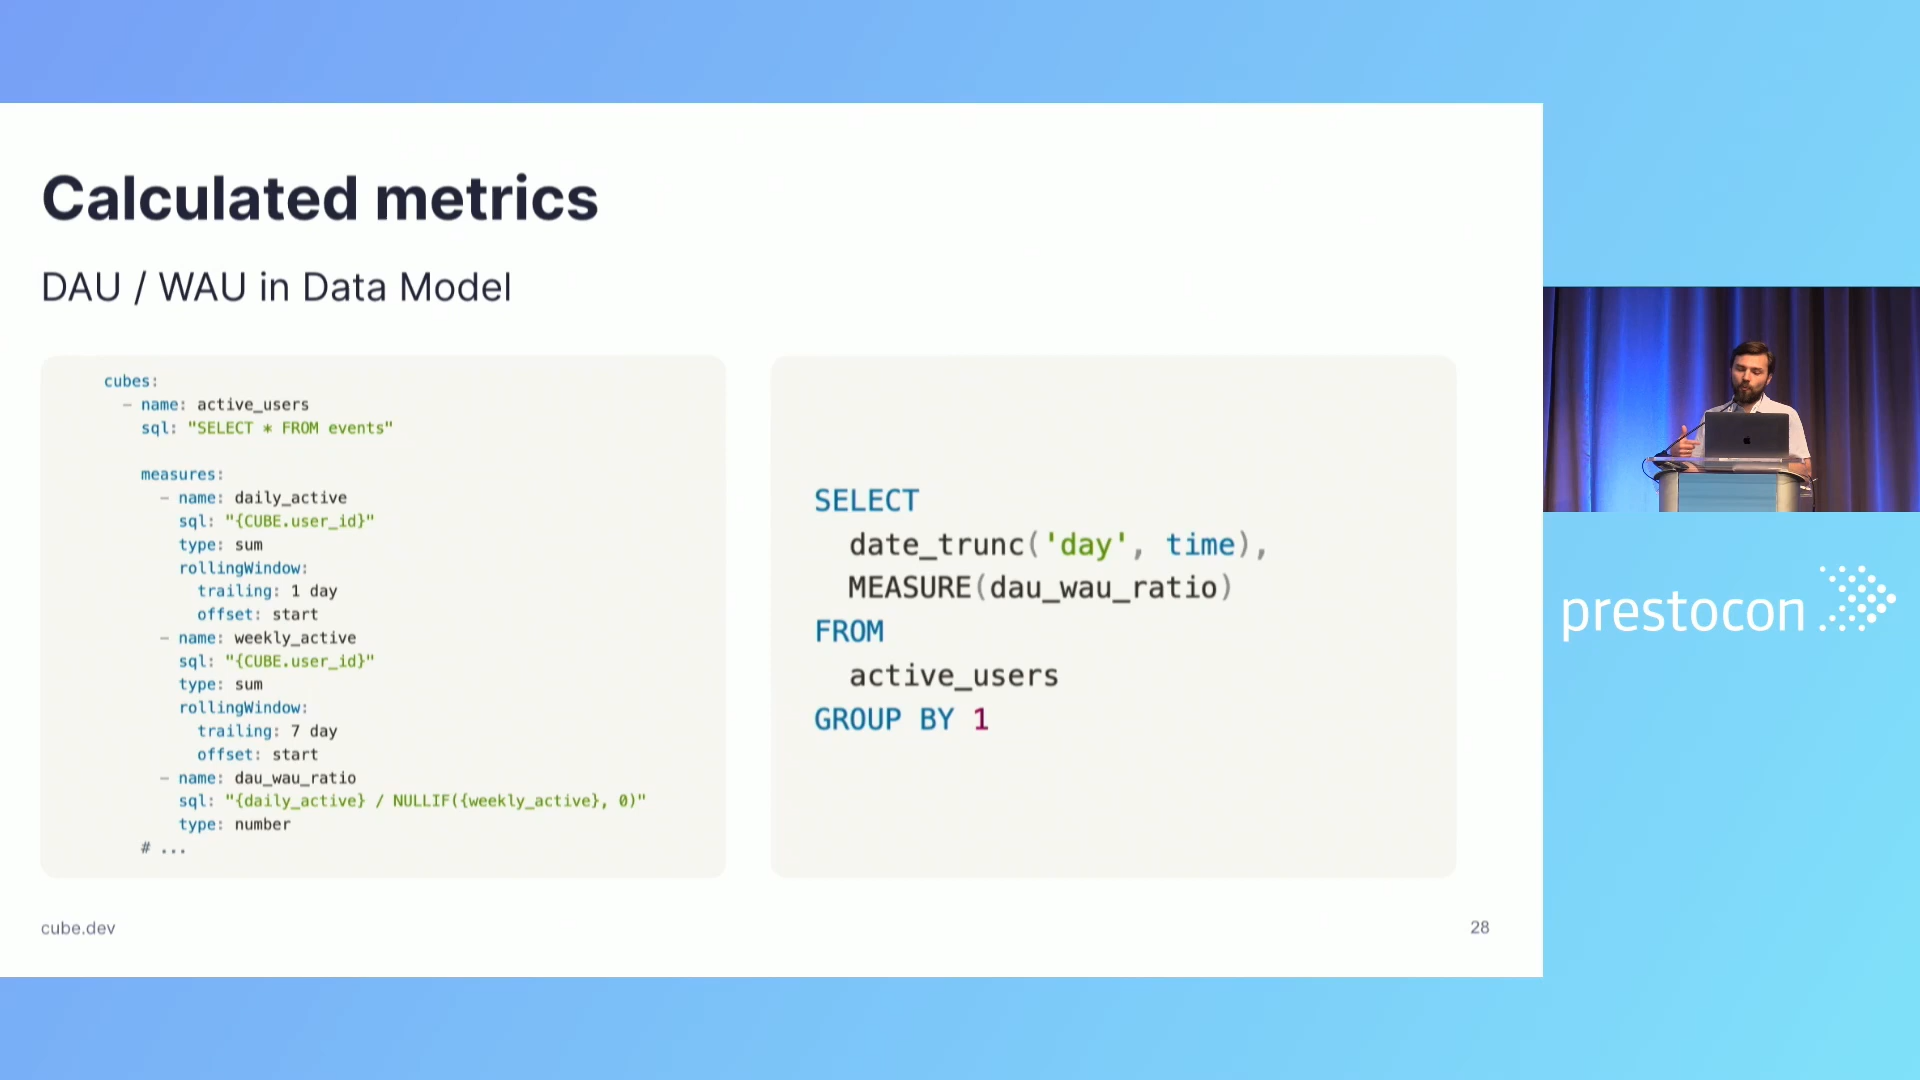 Calculated metrics
DAU / WAU in Data Model
cubes:
- name: active_users
sql: "SELECT * FROM events"
measures:
- name: daily_active
sql: "{CUBE.user_id}"
type: sum
rollingWindow:
trailing: 1 day
offset: start
- name: weekly_active
sql: "{CUBE.user_id}"
type: sum
rollingWindow:
trailing: 7 day
offset: start
- name: dau_wau_ratio
sql: "{daily_active} / NULLIF({weekly_active}, 0)"
type: number
# ...
SELECT
date_trunc('day', time),
MEASURE(dau_wau_ratio)
FROM
active_users
GROUP BY 1
cube.dev
28
prestocon